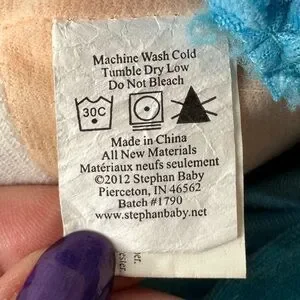 Machine Wash Cold
Tumble Dry Low
Do Not Bleach
30C
Made in China
All New Materials
Matériaux neufs seulement
©2012 Stephan Baby
Pierceton, IN 46562
Batch #1790
www.stephanbaby.net